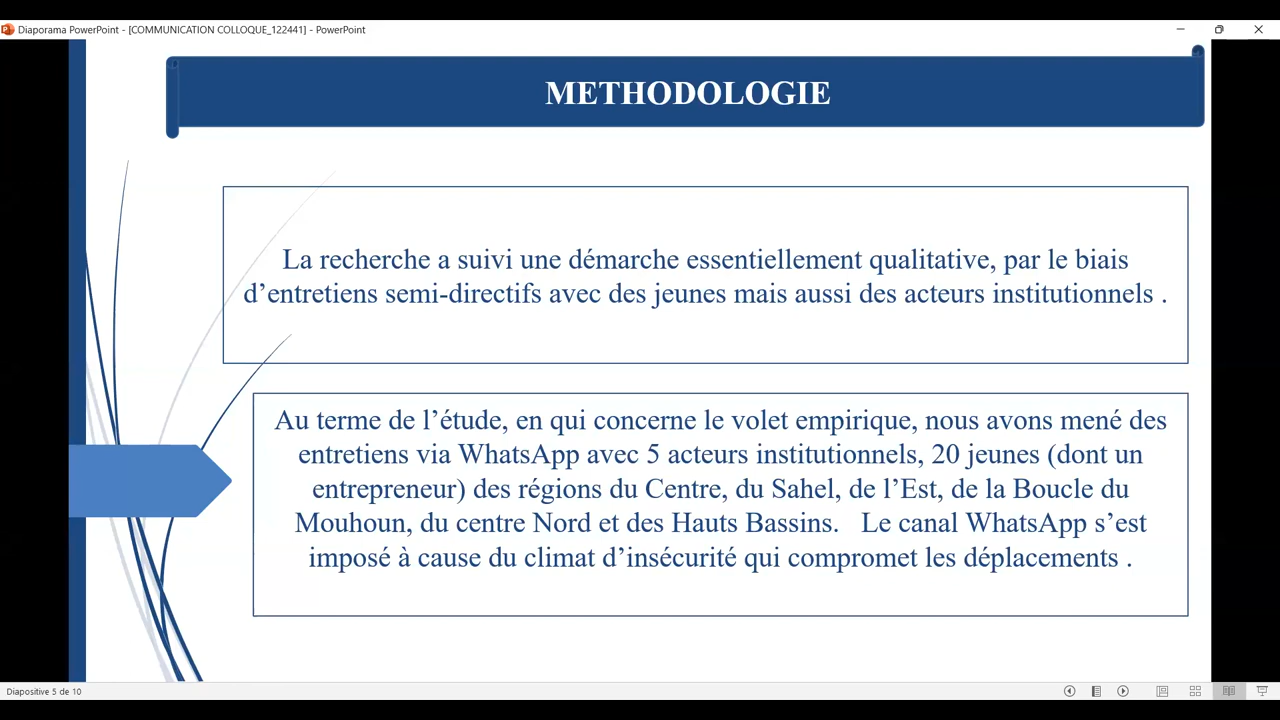 Diaporama PowerPoint - [COMMUNICATION COLLOQUE_122441] - PowerPoint
METHODOLOGIE
La recherche a suivi une démarche essentiellement qualitative, par le biais
d’entretiens semi-directifs avec des jeunes mais aussi des acteurs institutionnels .
Au terme de l’étude, en qui concerne le volet empirique, nous avons mené des
entretiens via WhatsApp avec 5 acteurs institutionnels, 20 jeunes (dont un
entrepreneur) des régions du Centre, du Sahel, de l’Est, de la Boucle du
Mouhoun, du centre Nord et des Hauts Bassins.   Le canal WhatsApp s’est
imposé à cause du climat d’insécurité qui compromet les déplacements .
Diapositive 5 de 10